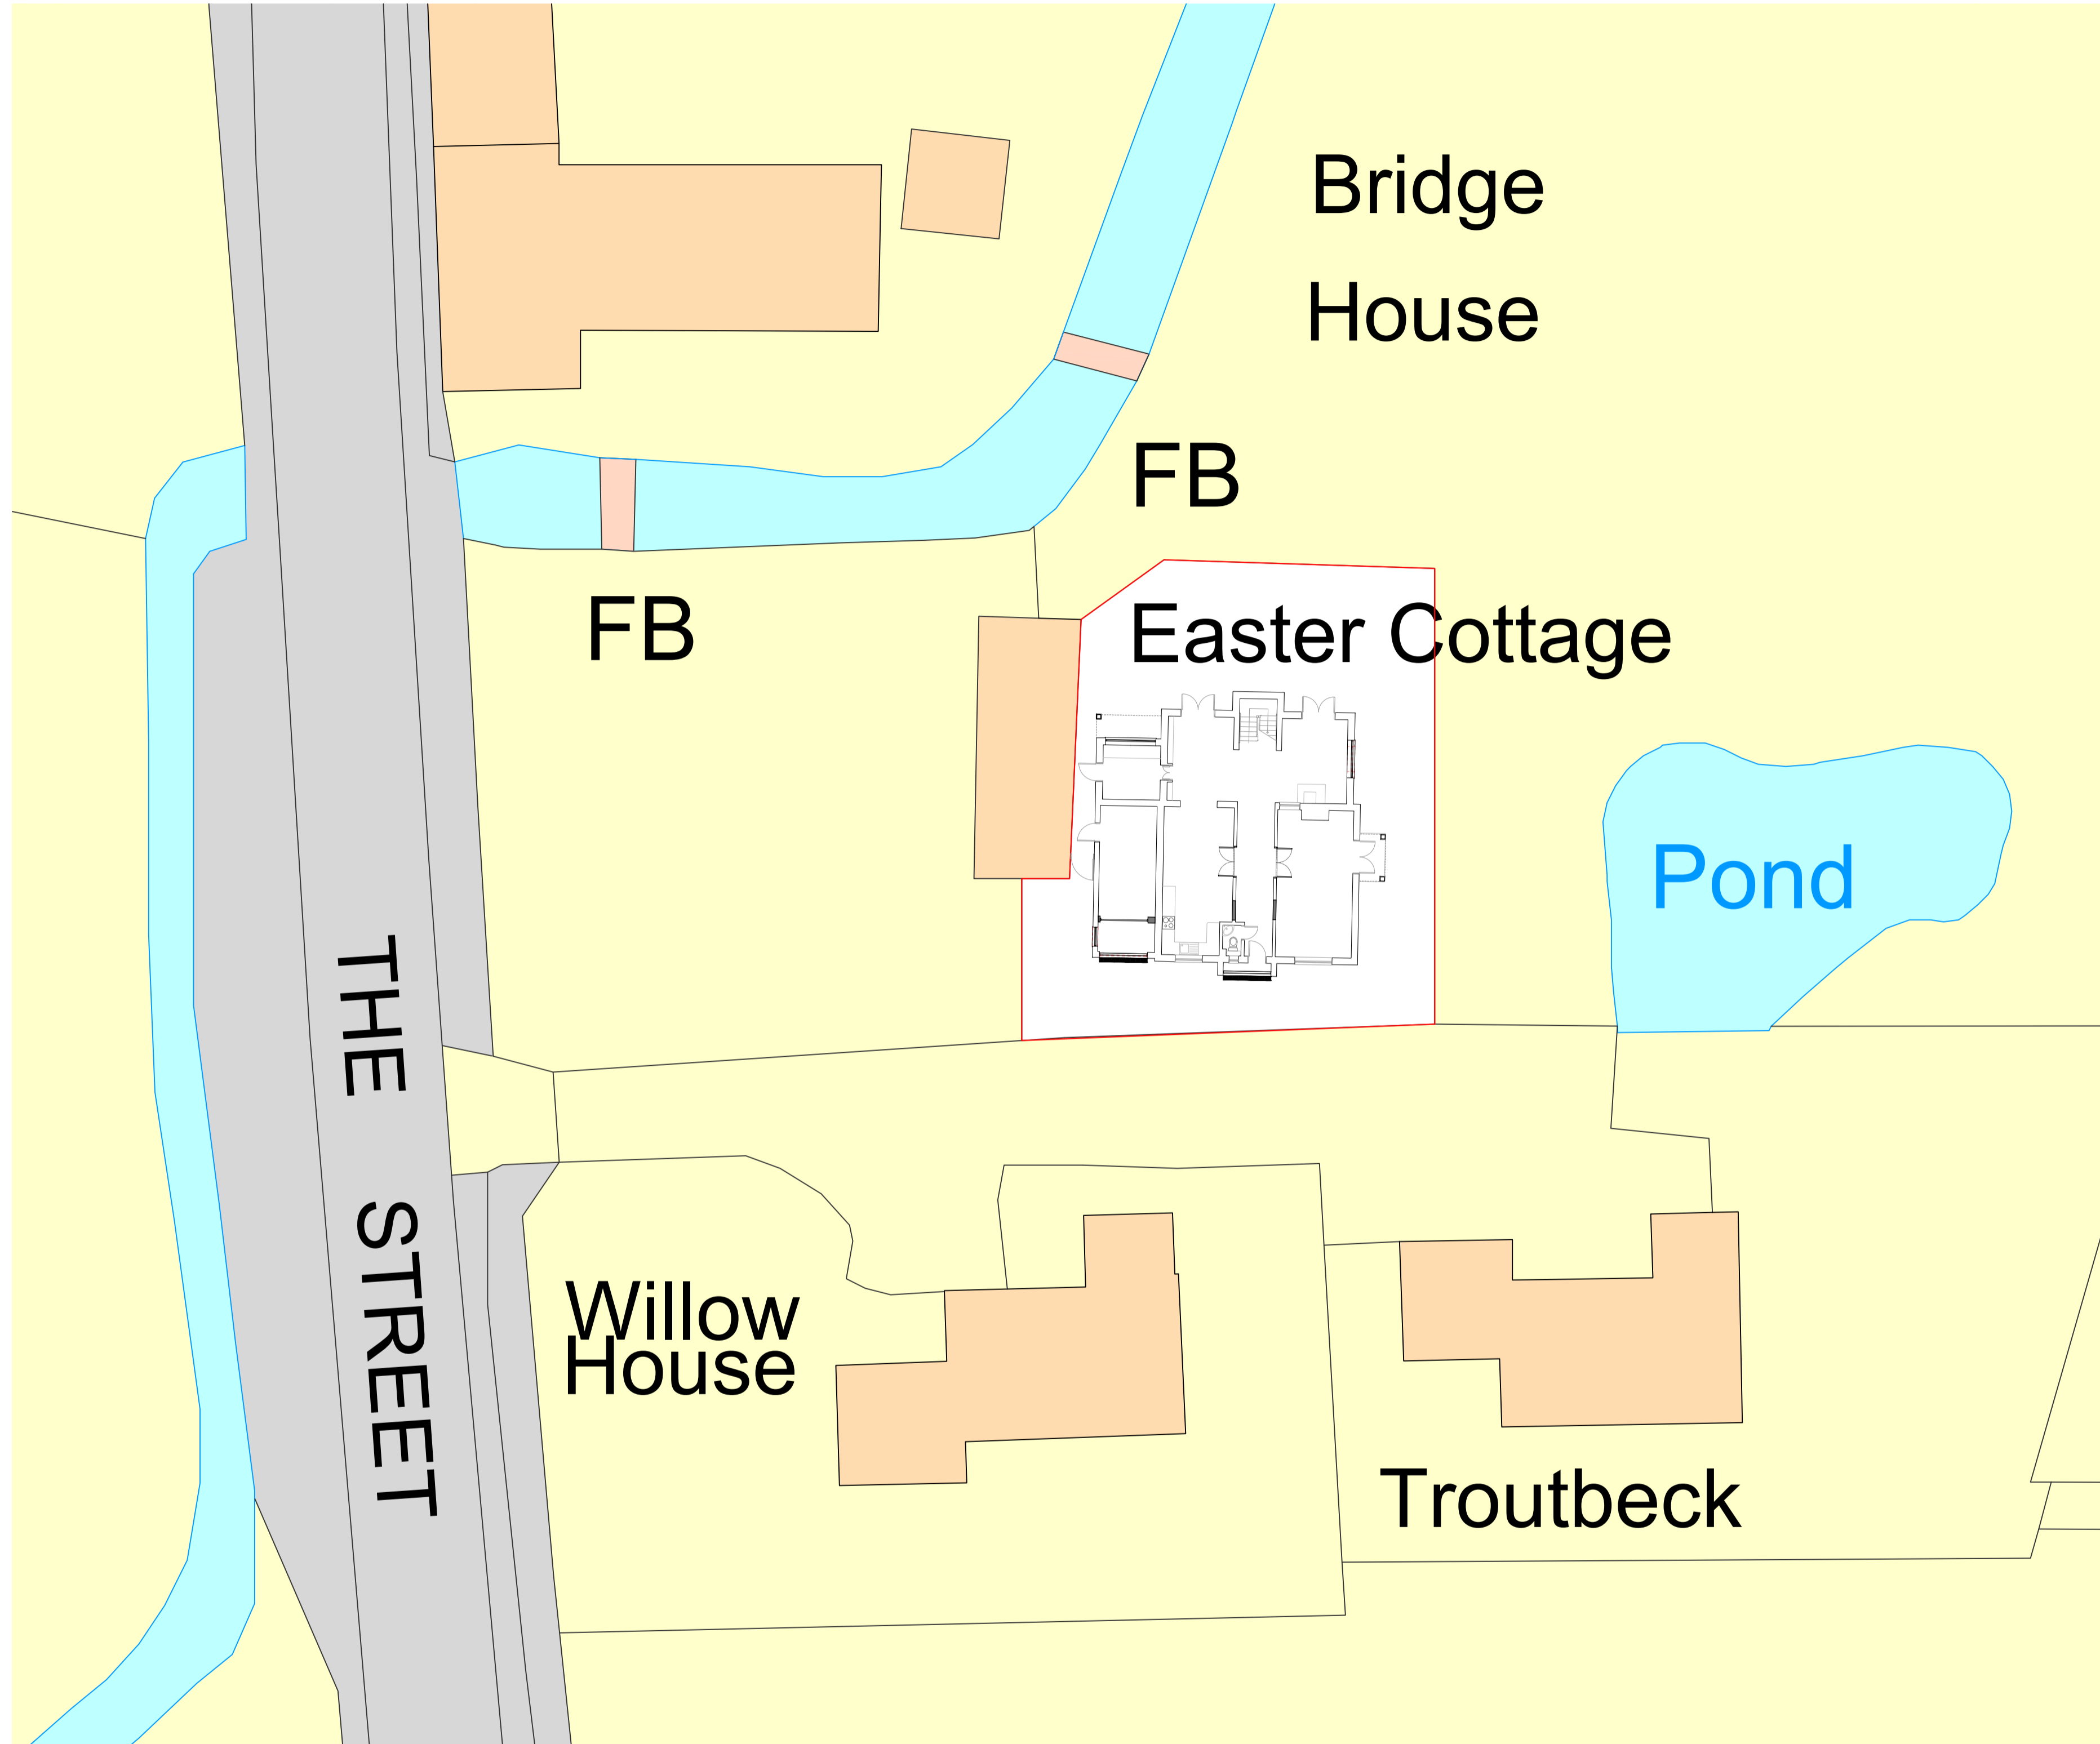 Bridge
House
FB
FB
Easter Cottage
Pond
THE STREET
Willow
House
Troutbeck